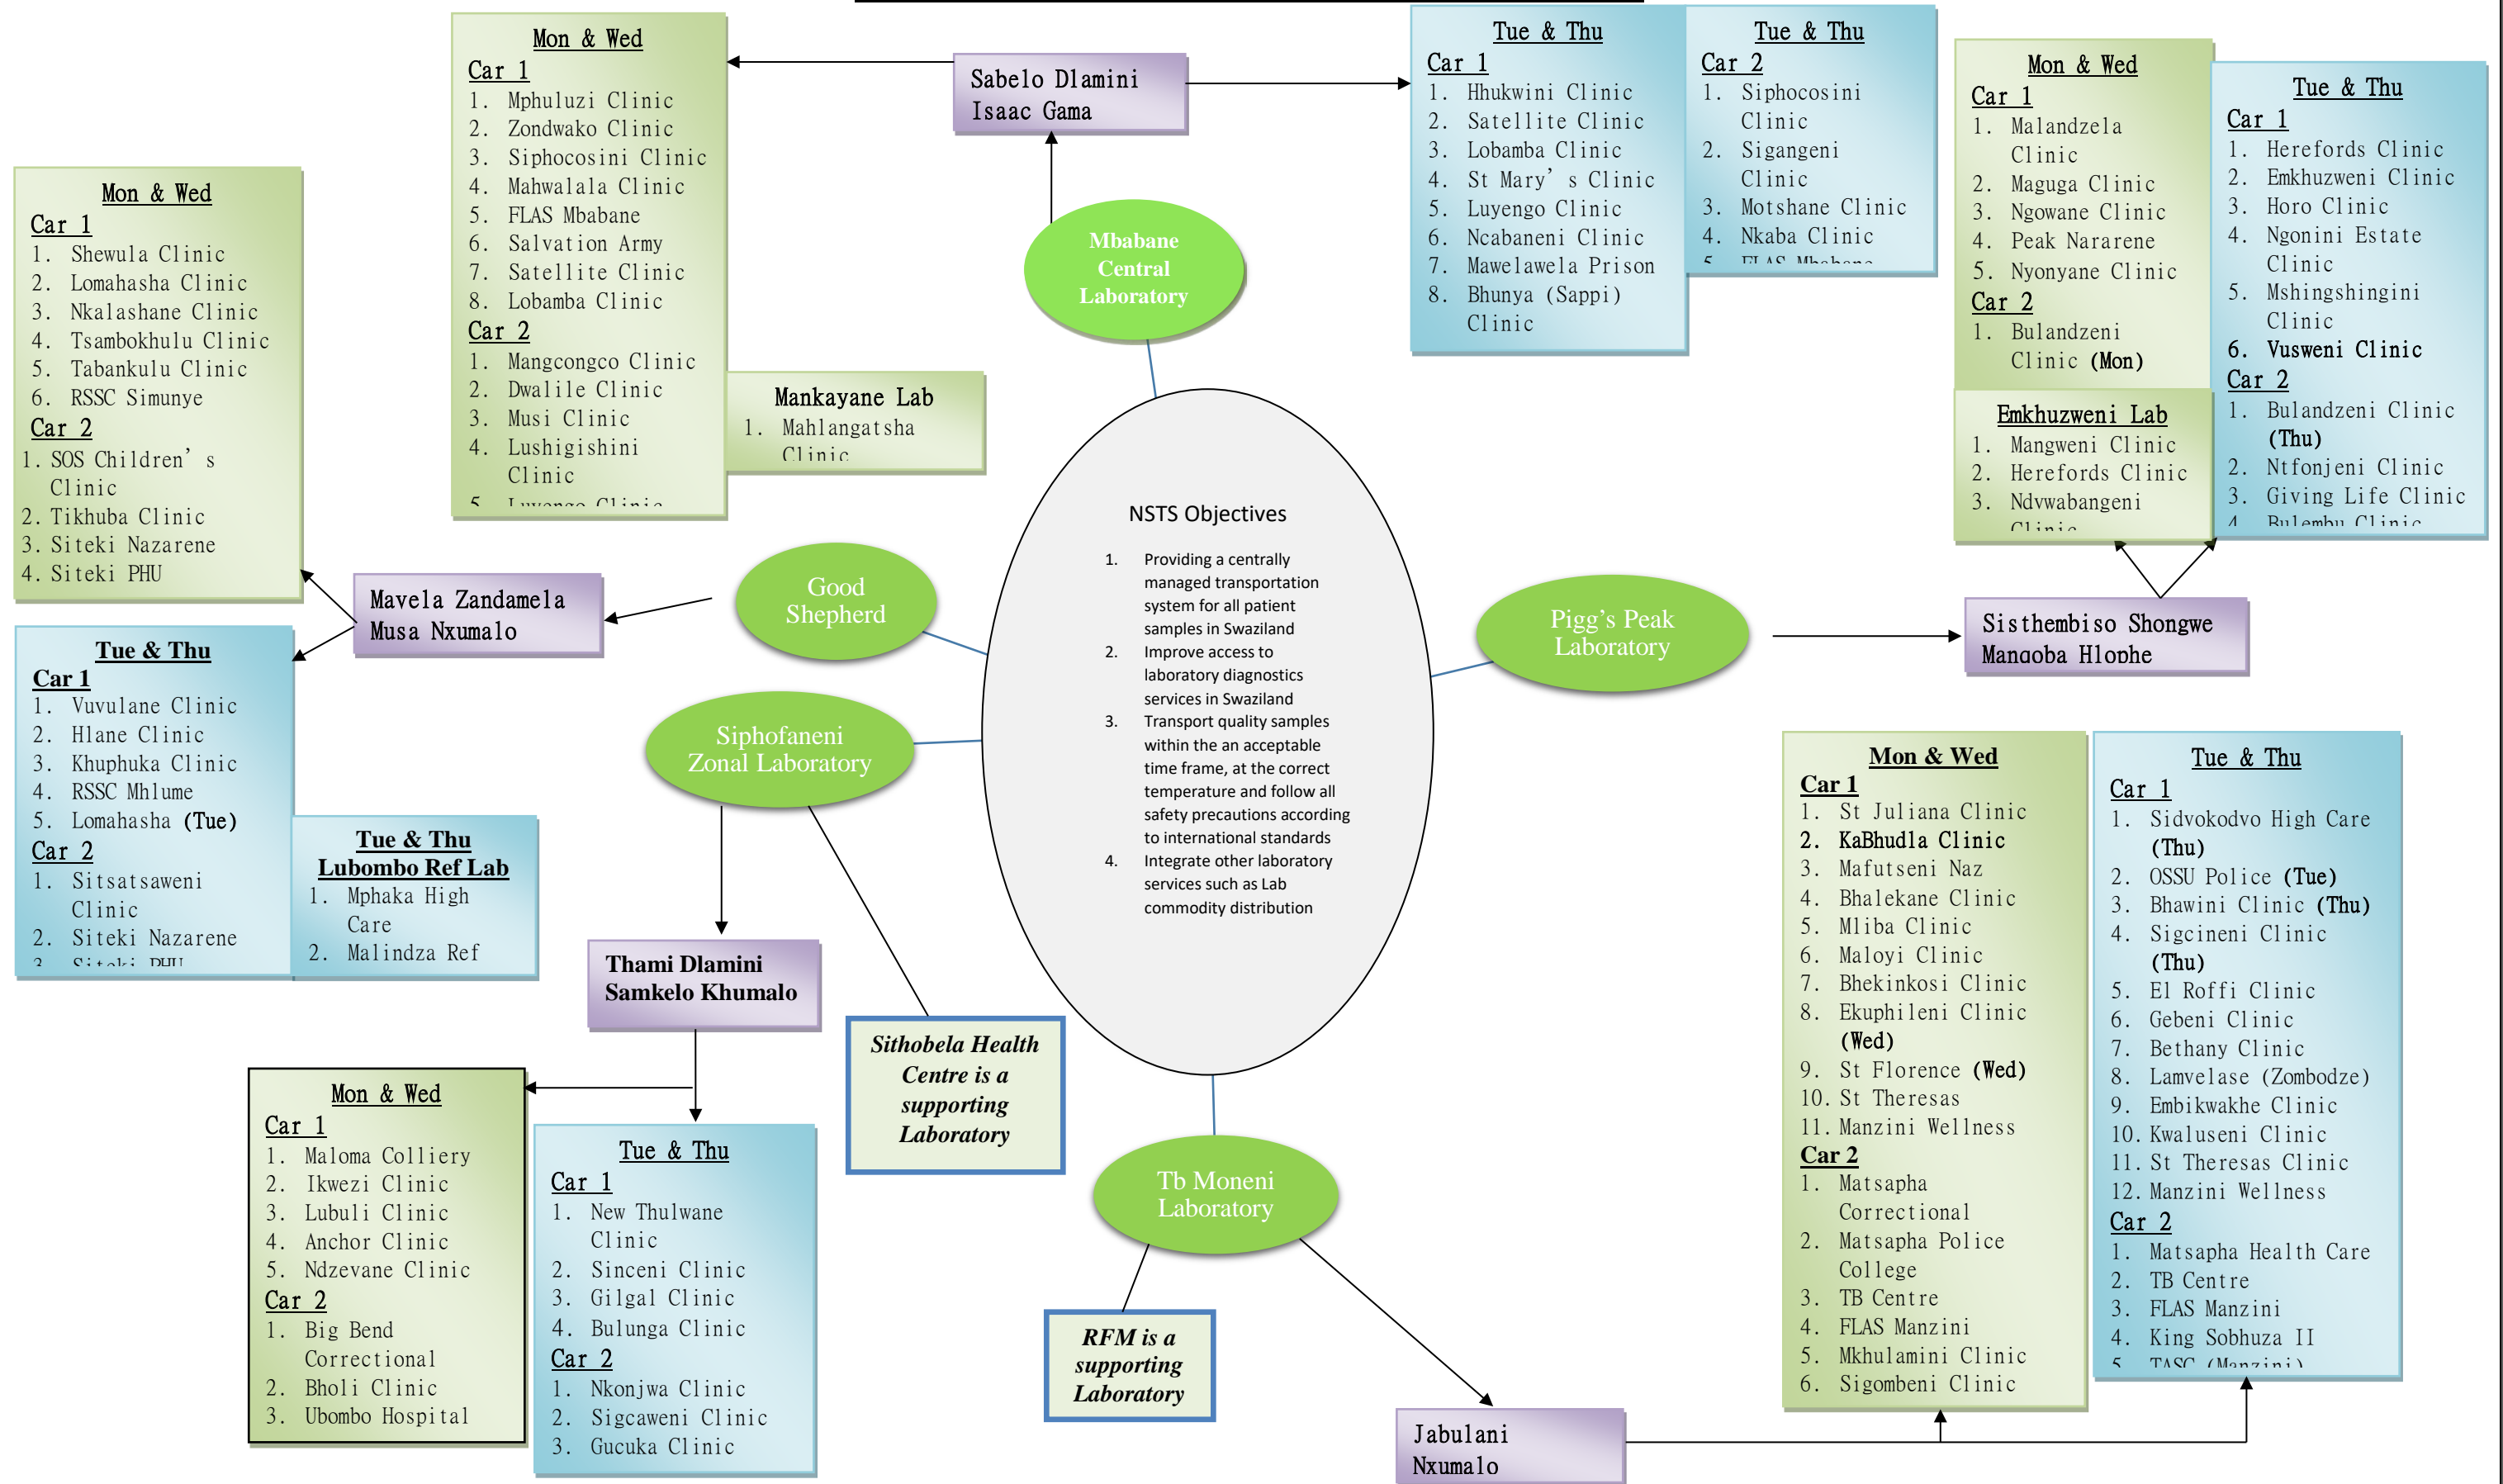 Mon & Wed
Car 1
1. Mphuluzi Clinic
2. Zondwako Clinic
3. Siphocosini Clinic
4. Mahwalala Clinic
5. FLAS Mbabane
6. Salvation Army
7. Satellite Clinic
8. Lobamba Clinic
Car 2
1. Mangcongco Clinic
2. Dwalile Clinic
3. Musi Clinic
4. Lushigishini
Clinic
5. Luyengo Clinic
Mankayane Lab
1. Mahlangatsha
Clinic
Sabelo Dlamini
Isaac Gama
Mbabane
Central
Laboratory
Tue & Thu
Car 1
1. Hhukwini Clinic
2. Satellite Clinic
3. Lobamba Clinic
4. St Mary's Clinic
5. Luyengo Clinic
6. Ncabaneni Clinic
7. Mawelawela Prison
8. Bhunya (Sappi)
Clinic
Tue & Thu
Car 2
1. Siphocosini
Clinic
2. Sigangeni
Clinic
3. Motshane Clinic
4. Nkaba Clinic
5. FLAS Mbabane
Mon & Wed
Car 1
1. Malandzela
Clinic
2. Maguga Clinic
3. Ngowane Clinic
4. Peak Nararene
5. Nyonyane Clinic
Car 2
1. Bulandzeni
Clinic (Mon)
Emkhuzweni Lab
1. Mangweni Clinic
2. Herefords Clinic
3. Ndvwabangeni
Clinic
Tue & Thu
Car 1
1. Herefords Clinic
2. Emkhuzweni Clinic
3. Horo Clinic
4. Ngonini Estate
Clinic
5. Mshingshingini
Clinic
6. Vusweni Clinic
Car 2
1. Bulandzeni Clinic
(Thu)
2. Ntfonjeni Clinic
3. Giving Life Clinic
4. Bulembu Clinic
Mon & Wed
Car 1
1. Shewula Clinic
2. Lomahasha Clinic
3. Nkalashane Clinic
4. Tsambokhulu Clinic
5. Tabankulu Clinic
6. RSSC Simunye
Car 2
1. SOS Children's
Clinic
2. Tikhuba Clinic
3. Siteki Nazarene
4. Siteki PHU
Mavela Zandamela
Musa Nxumalo
Good
Shepherd
NSTS Objectives
1. Providing a centrally
managed transportation
system for all patient
samples in Swaziland
2. Improve access to
laboratory diagnostics
services in Swaziland
3. Transport quality samples
within the an acceptable
time frame, at the correct
temperature and follow all
safety precautions according
to international standards
4. Integrate other laboratory
services such as Lab
commodity distribution
Pigg's Peak
Laboratory
Sisthembiso Shongwe
Mangoba Hlophe
Tue & Thu
Car 1
1. Vuvulane Clinic
2. Hlane Clinic
3. Khuphuka Clinic
4. RSSC Mhlume
5. Lomahasha (Tue)
Car 2
1. Sitsatsaweni
Clinic
2. Siteki Nazarene
3. Siteki PHU
Tue & Thu
Lubombo Ref Lab
1. Mphaka High
Care
2. Malindza Ref
Siphofaneni
Zonal Laboratory
Thami Dlamini
Samkelo Khumalo
Sithobela Health
Centre is a
supporting
Laboratory
Mon & Wed
Car 1
1. Maloma Colliery
2. Ikwezi Clinic
3. Lubuli Clinic
4. Anchor Clinic
5. Ndzevane Clinic
Car 2
1. Big Bend
Correctional
2. Bholi Clinic
3. Ubombo Hospital
Tue & Thu
Car 1
1. New Thulwane
Clinic
2. Sinceni Clinic
3. Gilgal Clinic
4. Bulunga Clinic
Car 2
1. Nkonjwa Clinic
2. Sigcaweni Clinic
3. Gucuka Clinic
Tb Moneni
Laboratory
RFM is a
supporting
Laboratory
Jabulani
Nxumalo
Mon & Wed
Car 1
1. St Juliana Clinic
2. KaBhudla Clinic
3. Mafutseni Naz
4. Bhalekane Clinic
5. Mliba Clinic
6. Maloyi Clinic
7. Bhekinkosi Clinic
8. Ekuphileni Clinic
(Wed)
9. St Florence (Wed)
10. St Theresas
11. Manzini Wellness
Car 2
1. Matsapha
Correctional
2. Matsapha Police
College
3. TB Centre
4. FLAS Manzini
5. Mkhulamini Clinic
6. Sigombeni Clinic
Tue & Thu
Car 1
1. Sidvokodvo High Care
(Thu)
2. OSSU Police (Tue)
3. Bhawini Clinic (Thu)
4. Sigcineni Clinic
(Thu)
5. El Roffi Clinic
6. Gebeni Clinic
7. Bethany Clinic
8. Lamvelase (Zombodze)
9. Embikwakhe Clinic
10. Kwaluseni Clinic
11. St Theresas Clinic
12. Manzini Wellness
Car 2
1. Matsapha Health Care
2. TB Centre
3. FLAS Manzini
4. King Sobhuza II
5. TASC (Manzini)